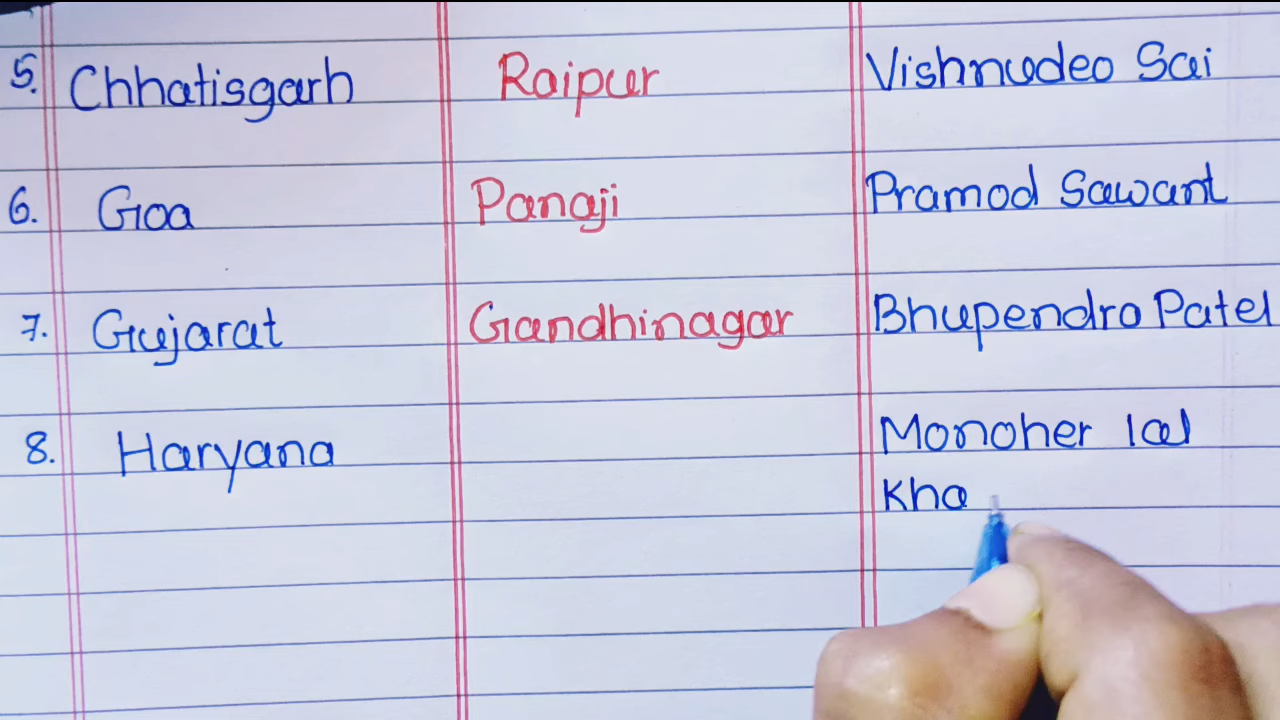 5. Chhatisgarh Raipur Vishnudeo Sai
6. Goa Panaji Pramod Sawant
7. Gujarat Gandhinagar Bhupendra Patel
8. Haryana Monoher lal
Kha